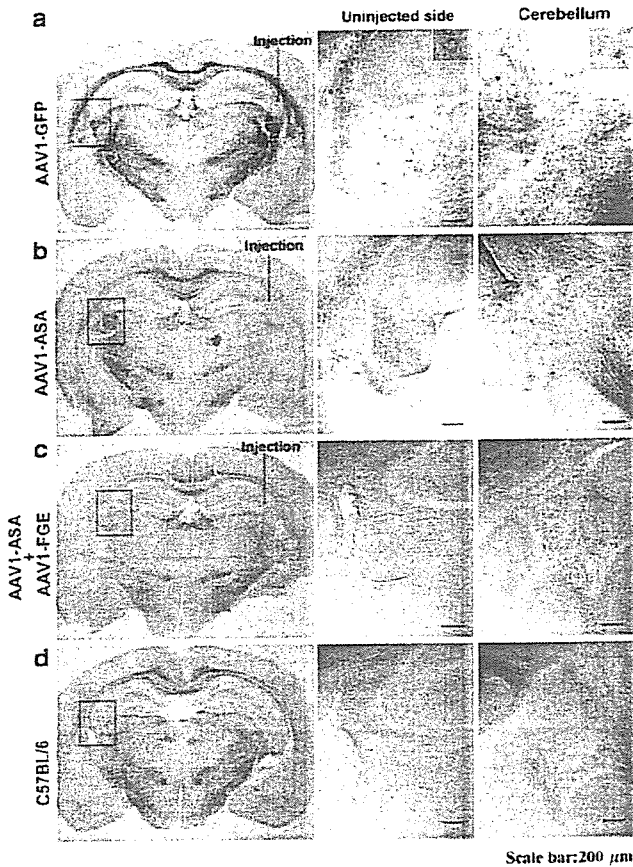 a
Uninjected side
Cerebellum
Injection
AAV1-GFP
b
Injection
AAV1-ASA
c
Injection
AAV1-ASA
+
AAV1-FGE
d
C57BL/6
Scale bar:200 μm